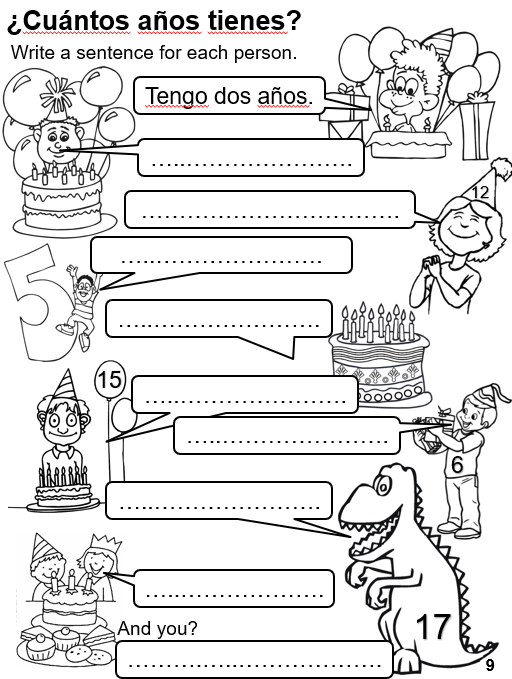 ¿Cuántos años tienes?
Write a sentence for each person.
Tengo dos años.
12
5
15
6
17
And you?
9